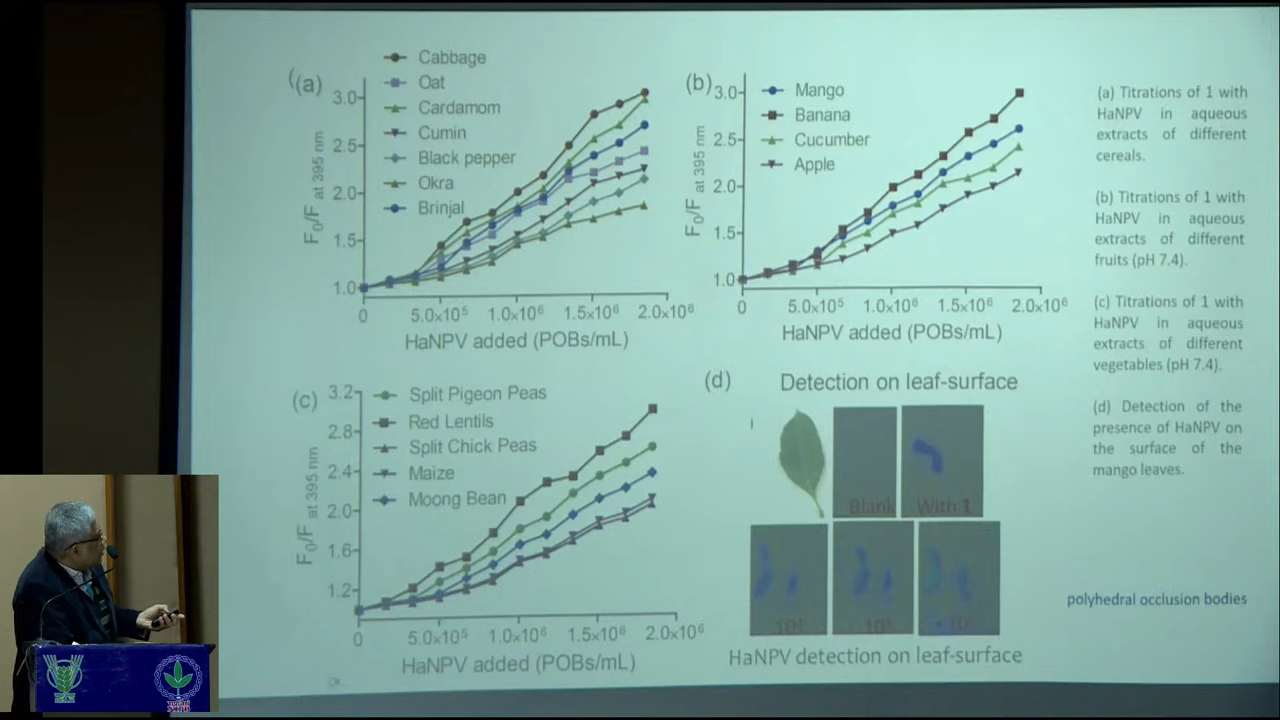 (a)
Cabbage
Oat
Cardamom
Cumin
Black pepper
Okra
Brinjal
3.0
2.5
2.0
1.5
1.0
F₀/F at 395 nm
0
5.0x10⁵
1.0x10⁶
1.5x10⁶
2.0x10⁶
HaNPV added (POBs/mL)
(b)
Mango
Banana
Cucumber
Apple
3.0
2.5
2.0
1.5
1.0
F₀/F at 395 nm
0
5.0x10⁵
1.0x10⁶
1.5x10⁶
2.0x10⁶
HaNPV added (POBs/mL)
(c)
Split Pigeon Peas
Red Lentils
Split Chick Peas
Maize
Moong Bean
3.2
2.8
2.4
2.0
1.6
1.2
F₀/F at 395 nm
0
5.0x10⁵
1.0x10⁶
1.5x10⁶
2.0x10⁶
HaNPV added (POBs/mL)
(d)
Detection on leaf-surface
Blank
With 1
HaNPV detection on leaf-surface
(a) Titrations of 1 with
HaNPV in aqueous
extracts of different
cereals.
(b) Titrations of 1 with
HaNPV in aqueous
extracts of different
fruits (pH 7.4).
(c) Titrations of 1 with
HaNPV in aqueous
extracts of different
vegetables (pH 7.4).
(d) Detection of the
presence of HaNPV on
the surface of the
mango leaves.
polyhedral occlusion bodies